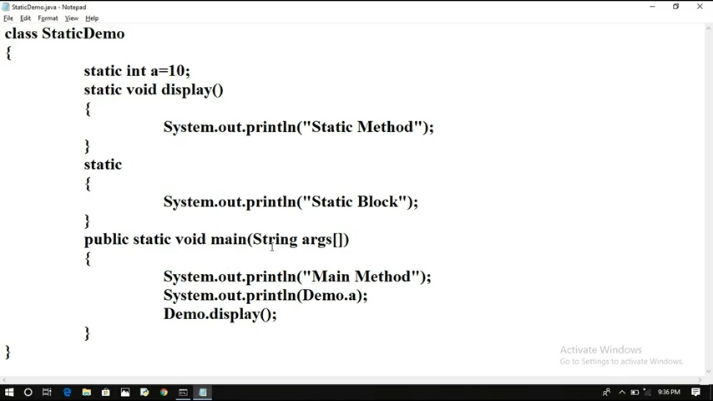 StaticDemo.java - Notepad
File Edit Format View Help
class StaticDemo
{
static int a=10;
static void display()
{
System.out.println("Static Method");
}
static
{
System.out.println("Static Block");
}
public static void main(String args[])
{
System.out.println("Main Method");
System.out.println(Demo.a);
Demo.display();
}
}
Activate Windows
Go to Settings to activate Windows.
9:36 PM